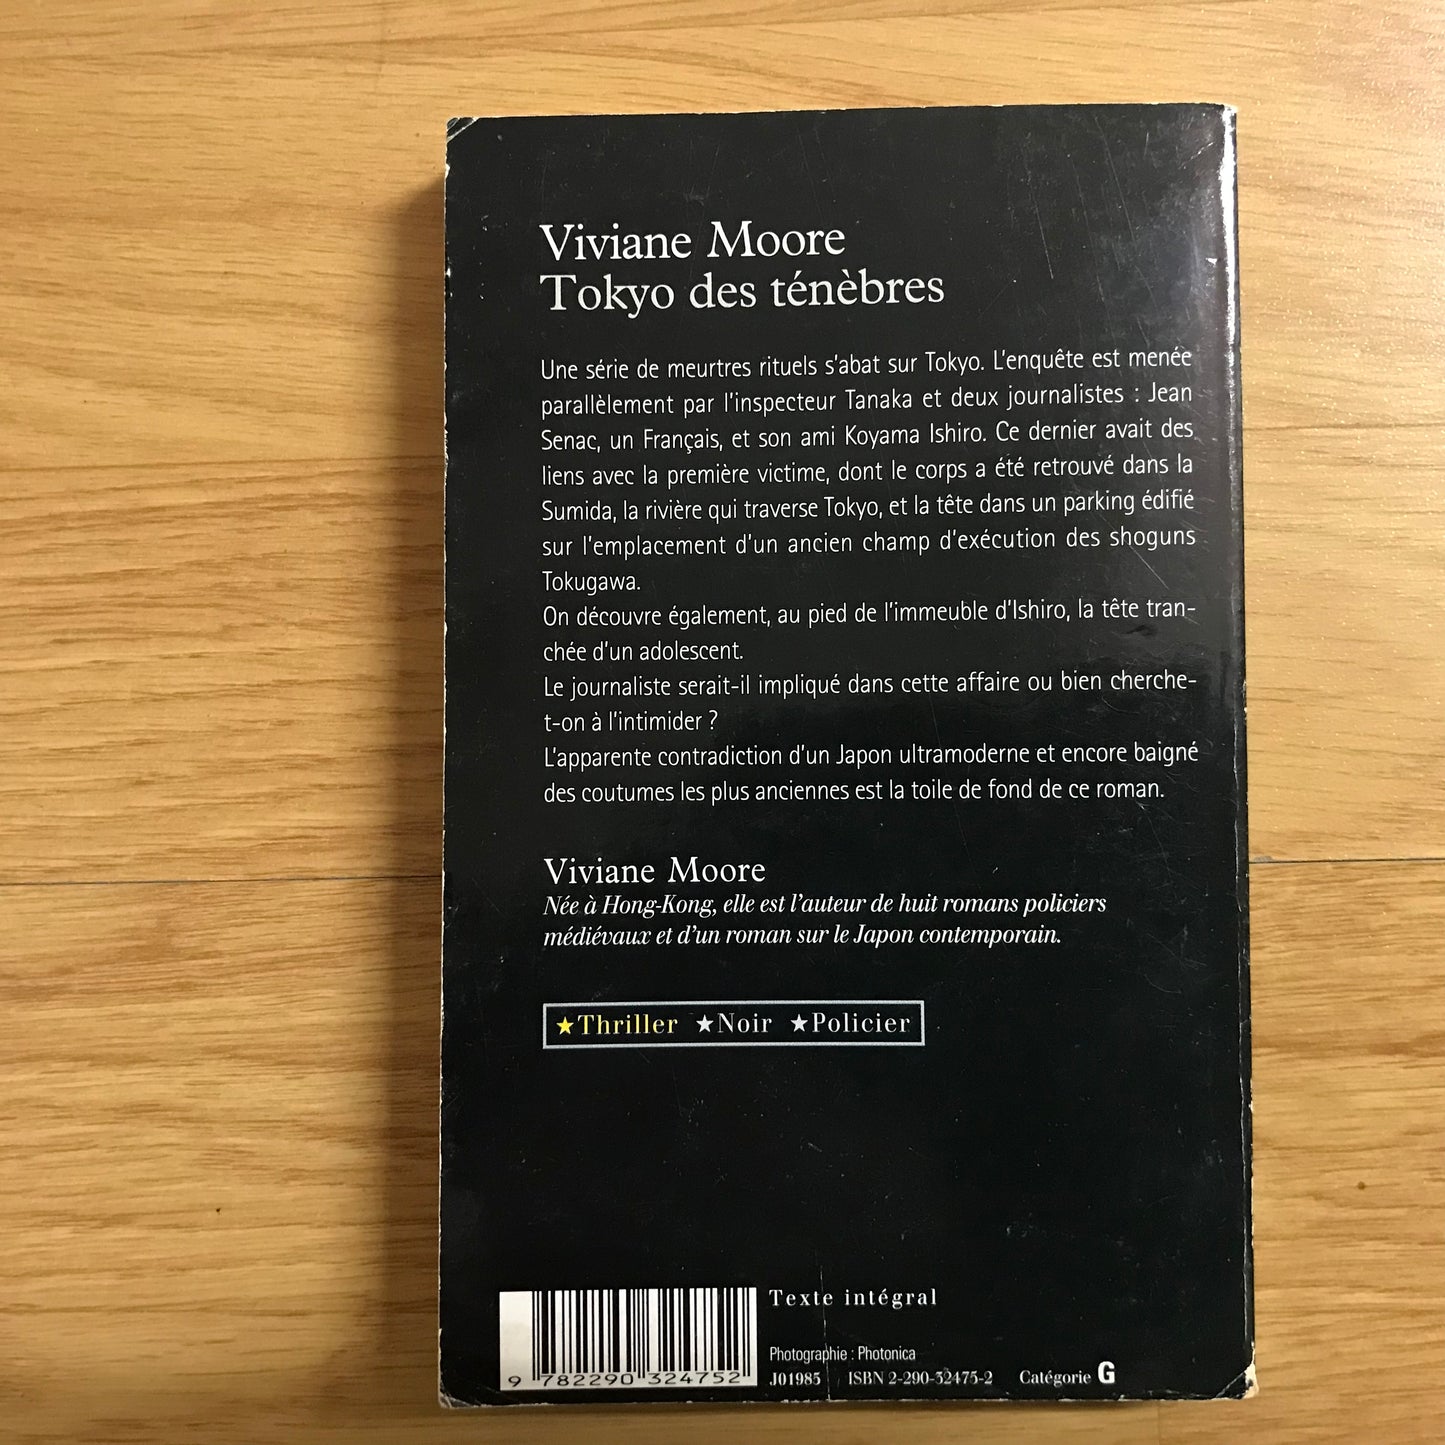 Viviane Moore
Tokyo des ténèbres
Une série de meurtres rituels s'abat sur Tokyo. L'enquête est menée
parallèlement par l'inspecteur Tanaka et deux journalistes : Jean
Senac, un Français, et son ami Koyama Ishiro. Ce dernier avait des
liens avec la première victime, dont le corps a été retrouvé dans la
Sumida, la rivière qui traverse Tokyo, et la tête dans un parking édifié
sur l'emplacement d'un ancien champ d'exécution des shoguns
Tokugawa.
On découvre également, au pied de l'immeuble d'Ishiro, la tête tran-
chée d'un adolescent.
Le journaliste serait-il impliqué dans cette affaire ou bien cherche-
t-on à l'intimider ?
L'apparente contradiction d'un Japon ultramoderne et encore baigné
des coutumes les plus anciennes est la toile de fond de ce roman.
Viviane Moore
Née à Hong-Kong, elle est l'auteur de huit romans policiers
médiévaux et d'un roman sur le Japon contemporain.
★Thriller ★Noir ★Policier
Texte intégral
Photographie : Photonica
J01985 ISBN 2-290-32475-2 Catégorie G
9 782290 324752